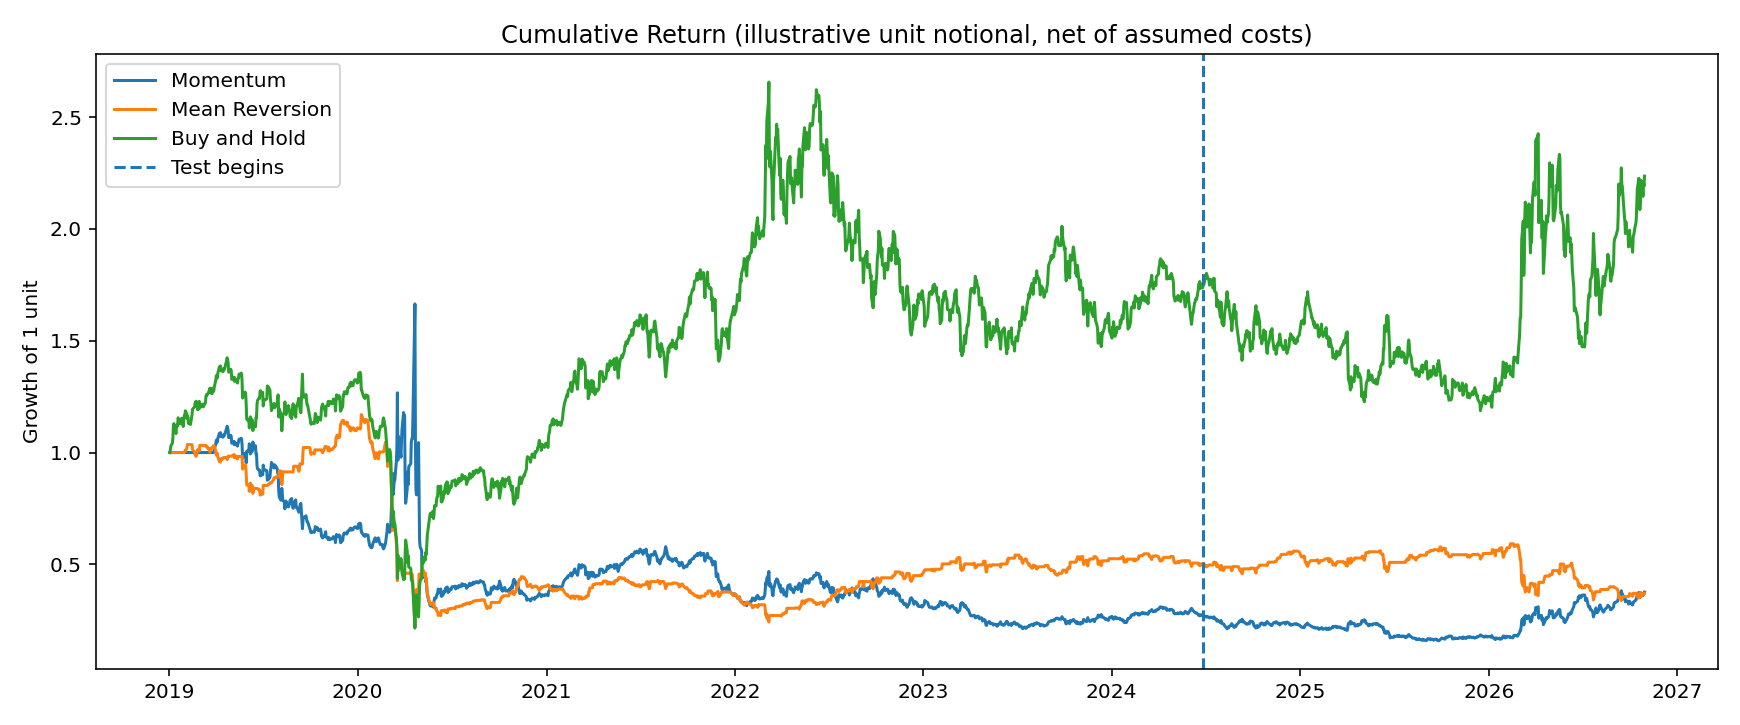 Cumulative Return (illustrative unit notional, net of assumed costs)
Momentum
Mean Reversion
Buy and Hold
Test begins
Growth of 1 unit
2.5
2.0
1.5
1.0
0.5
2019 2020 2021 2022 2023 2024 2025 2026 2027